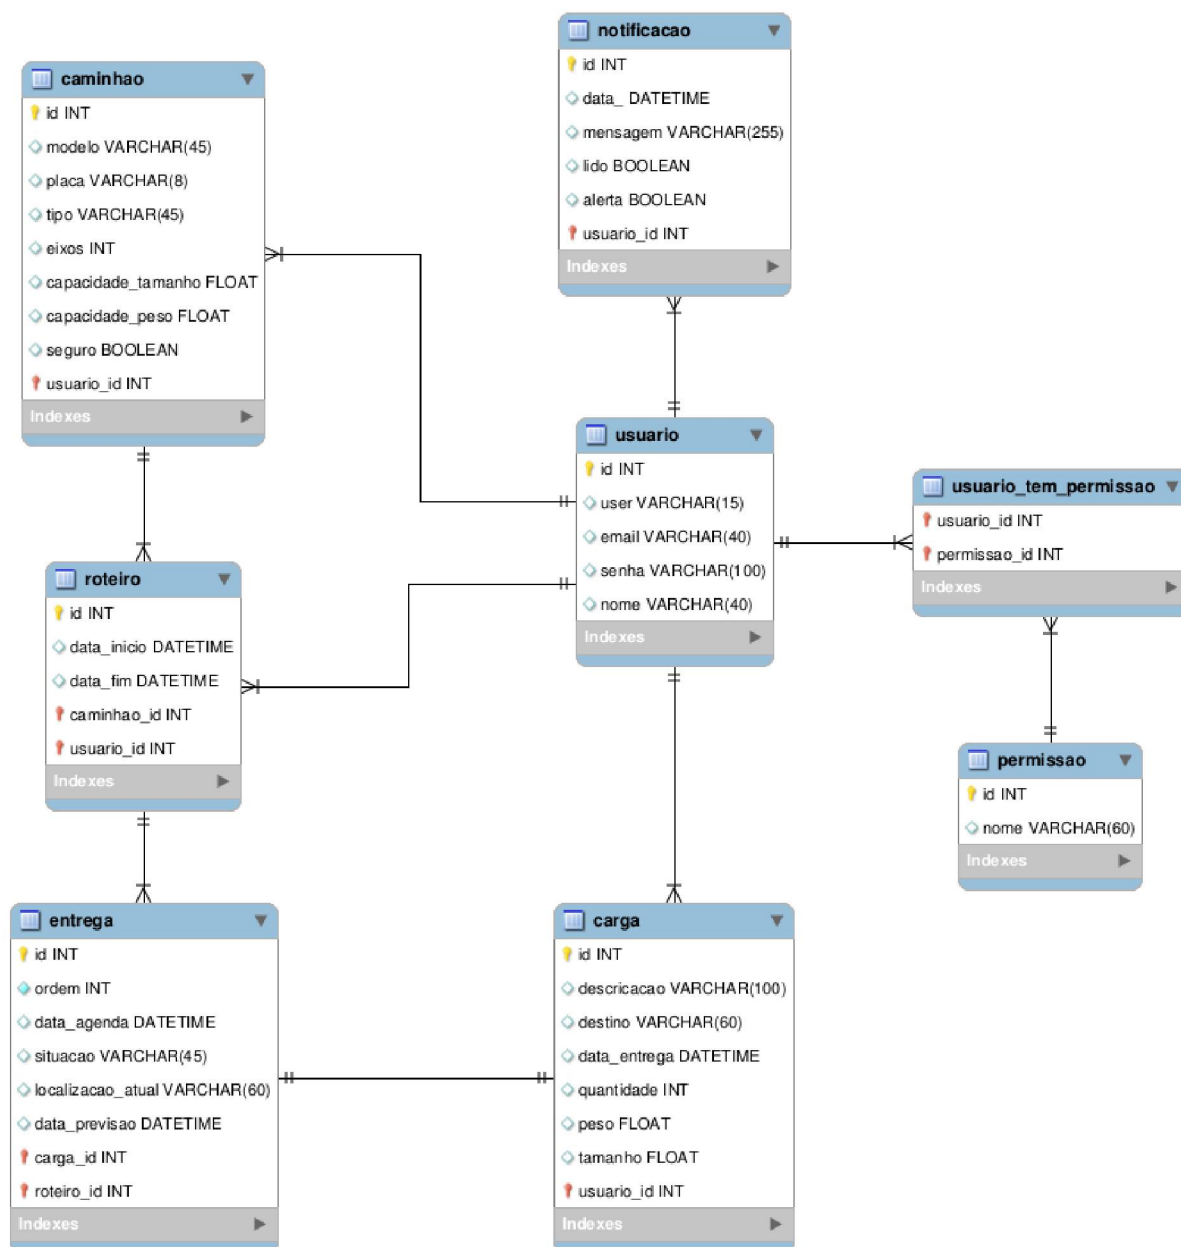 notificacao
id INT
data_ DATETIME
mensagem VARCHAR(255)
lido BOOLEAN
alerta BOOLEAN
usuario_id INT
Indexes
caminhao
id INT
modelo VARCHAR(45)
placa VARCHAR(8)
tipo VARCHAR(45)
eixos INT
capacidade_tamanho FLOAT
capacidade_peso FLOAT
seguro BOOLEAN
usuario_id INT
Indexes
usuario
id INT
user VARCHAR(15)
email VARCHAR(40)
senha VARCHAR(100)
nome VARCHAR(40)
Indexes
usuario_tem_permissao
usuario_id INT
permissao_id INT
Indexes
roteiro
id INT
data_inicio DATETIME
data_fim DATETIME
caminhao_id INT
usuario_id INT
Indexes
permissao
id INT
nome VARCHAR(60)
Indexes
entrega
id INT
ordem INT
data_agenda DATETIME
situacao VARCHAR(45)
localizacao_atual VARCHAR(60)
data_previsao DATETIME
carga_id INT
roteiro_id INT
Indexes
carga
id INT
descricacao VARCHAR(100)
destino VARCHAR(60)
data_entrega DATETIME
quantidade INT
peso FLOAT
tamanho FLOAT
usuario_id INT
Indexes